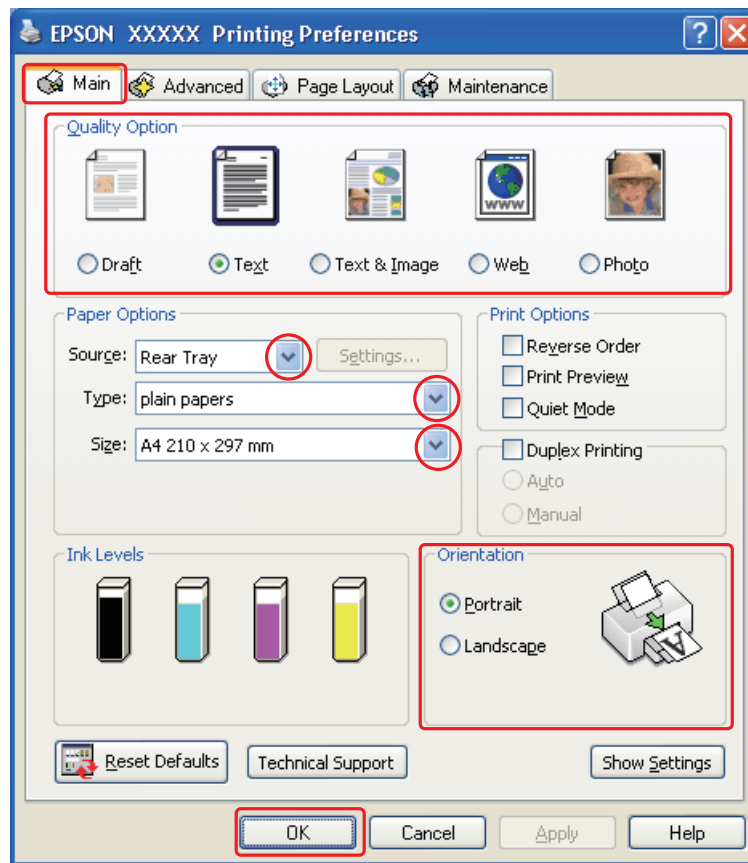 EPSON XXXXX Printing Preferences
Main
Advanced
Page Layout
Maintenance
Quality Option
WWW
Draft
Text
Text & Image
Web
Photo
Paper Options
Source: Rear Tray
Settings...
Type: plain papers
Size: A4 210 x 297 mm
Print Options
Reverse Order
Print Preview
Quiet Mode
Duplex Printing
Auto
Manual
Ink Levels
Orientation
Portrait
Landscape
A
Reset Defaults
Technical Support
Show Settings
OK
Cancel
Apply
Help